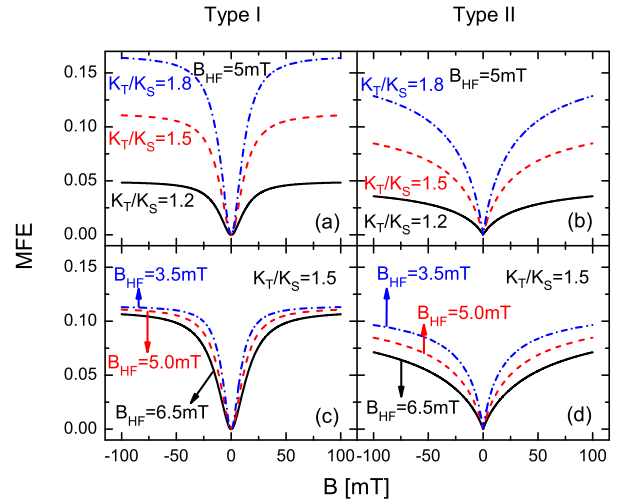 Type I
Type II
MFE
0.15
0.10
0.05
0.00
B_HF=5mT
K_T/K_S=1.8
K_T/K_S=1.5
K_T/K_S=1.2
(a)
B_HF=5mT
K_T/K_S=1.8
K_T/K_S=1.5
K_T/K_S=1.2
(b)
0.15
0.10
0.05
0.00
B_HF=3.5mT
K_T/K_S=1.5
B_HF=5.0mT
B_HF=6.5mT
(c)
B_HF=3.5mT
K_T/K_S=1.5
B_HF=5.0mT
B_HF=6.5mT
(d)
-100 -50 0 50 100
-100 -50 0 50 100
B [mT]